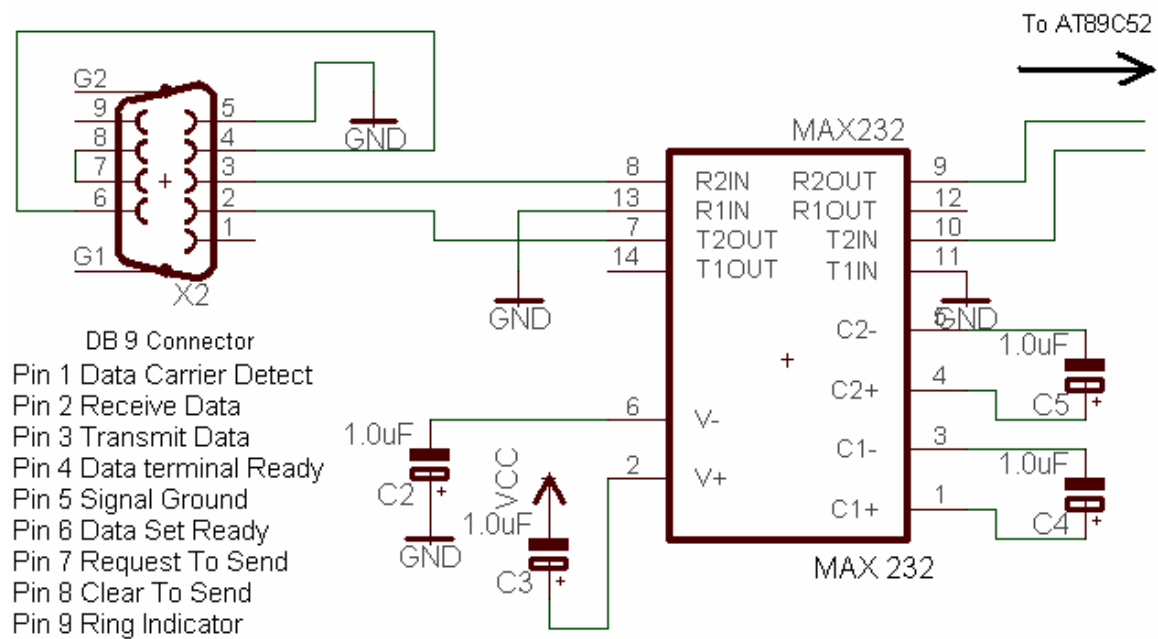 To AT89C52
G2
9
8
7
6
G1
5
4
3
2
1
X2
GND
DB 9 Connector
Pin 1 Data Carrier Detect
Pin 2 Receive Data
Pin 3 Transmit Data
Pin 4 Data terminal Ready
Pin 5 Signal Ground
Pin 6 Data Set Ready
Pin 7 Request To Send
Pin 8 Clear To Send
Pin 9 Ring Indicator
GND
MAX232
8 R2IN R2OUT 9
13 R1IN R1OUT 12
7 T2OUT T2IN 10
14 T1OUT T1IN 11
GND
C2- 5
C2+ 4
6 V-
C1- 3
2 V+
C1+ 1
MAX 232
1.0uF
C5
1.0uF
C4
1.0uF
C2
GND
VCC
1.0uF
C3